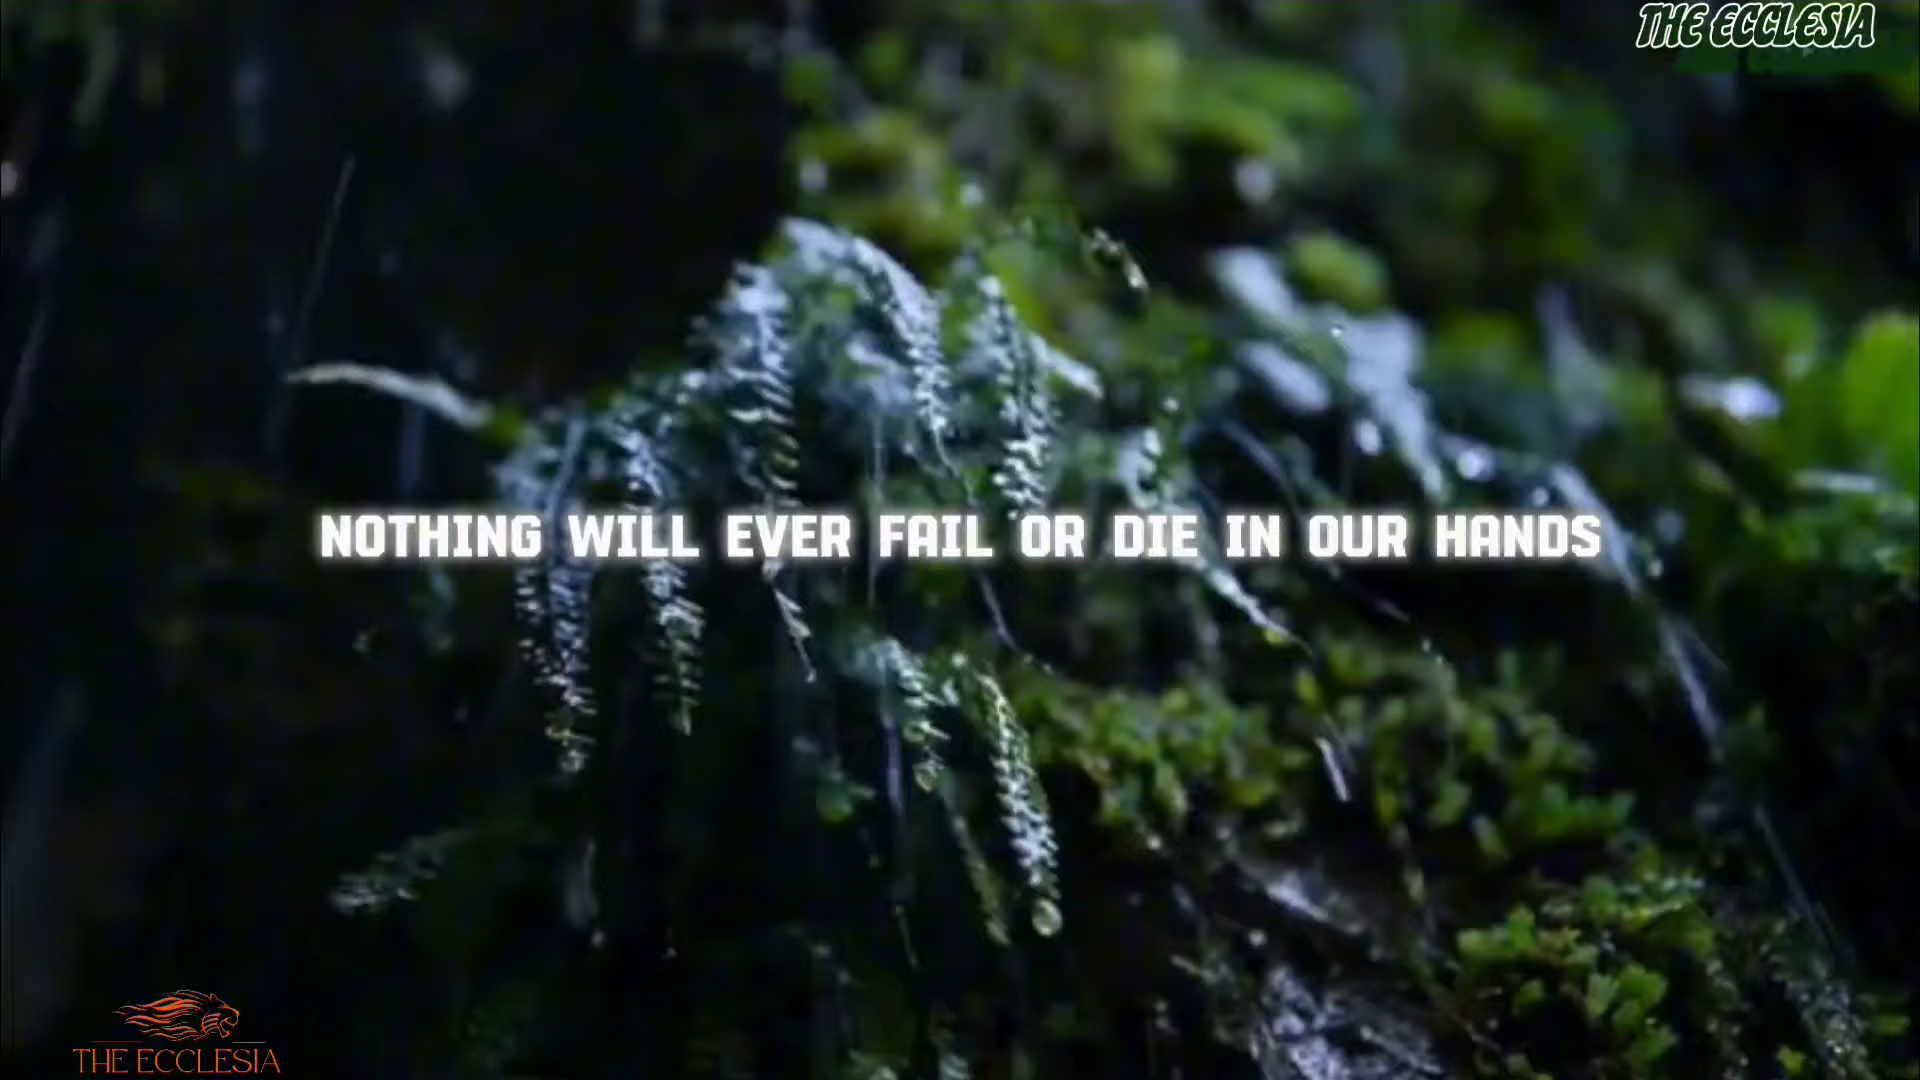 THE ECCLESIA
NOTHING WILL EVER FAIL OR DIE IN OUR HANDS
THE ECCLESIA